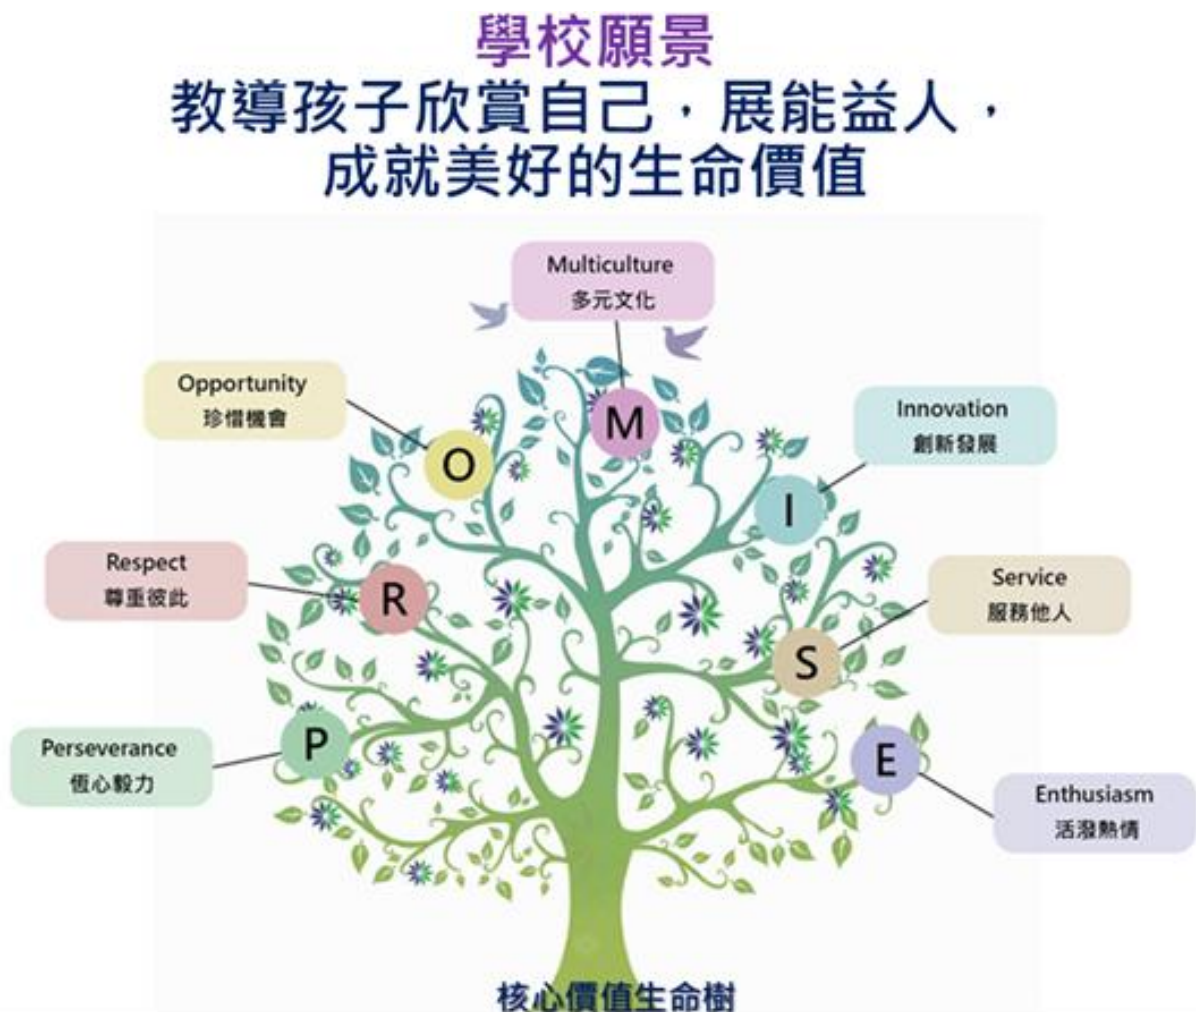 學校願景
教導孩子欣賞自己，展能益人，
成就美好的生命價值
Multiculture
多元文化
Opportunity
珍惜機會
Innovation
創新發展
M
O
I
Respect
尊重彼此
R
Service
服務他人
S
Perseverance
恆心毅力
P
E
Enthusiasm
活潑熱情
核心價值生命樹